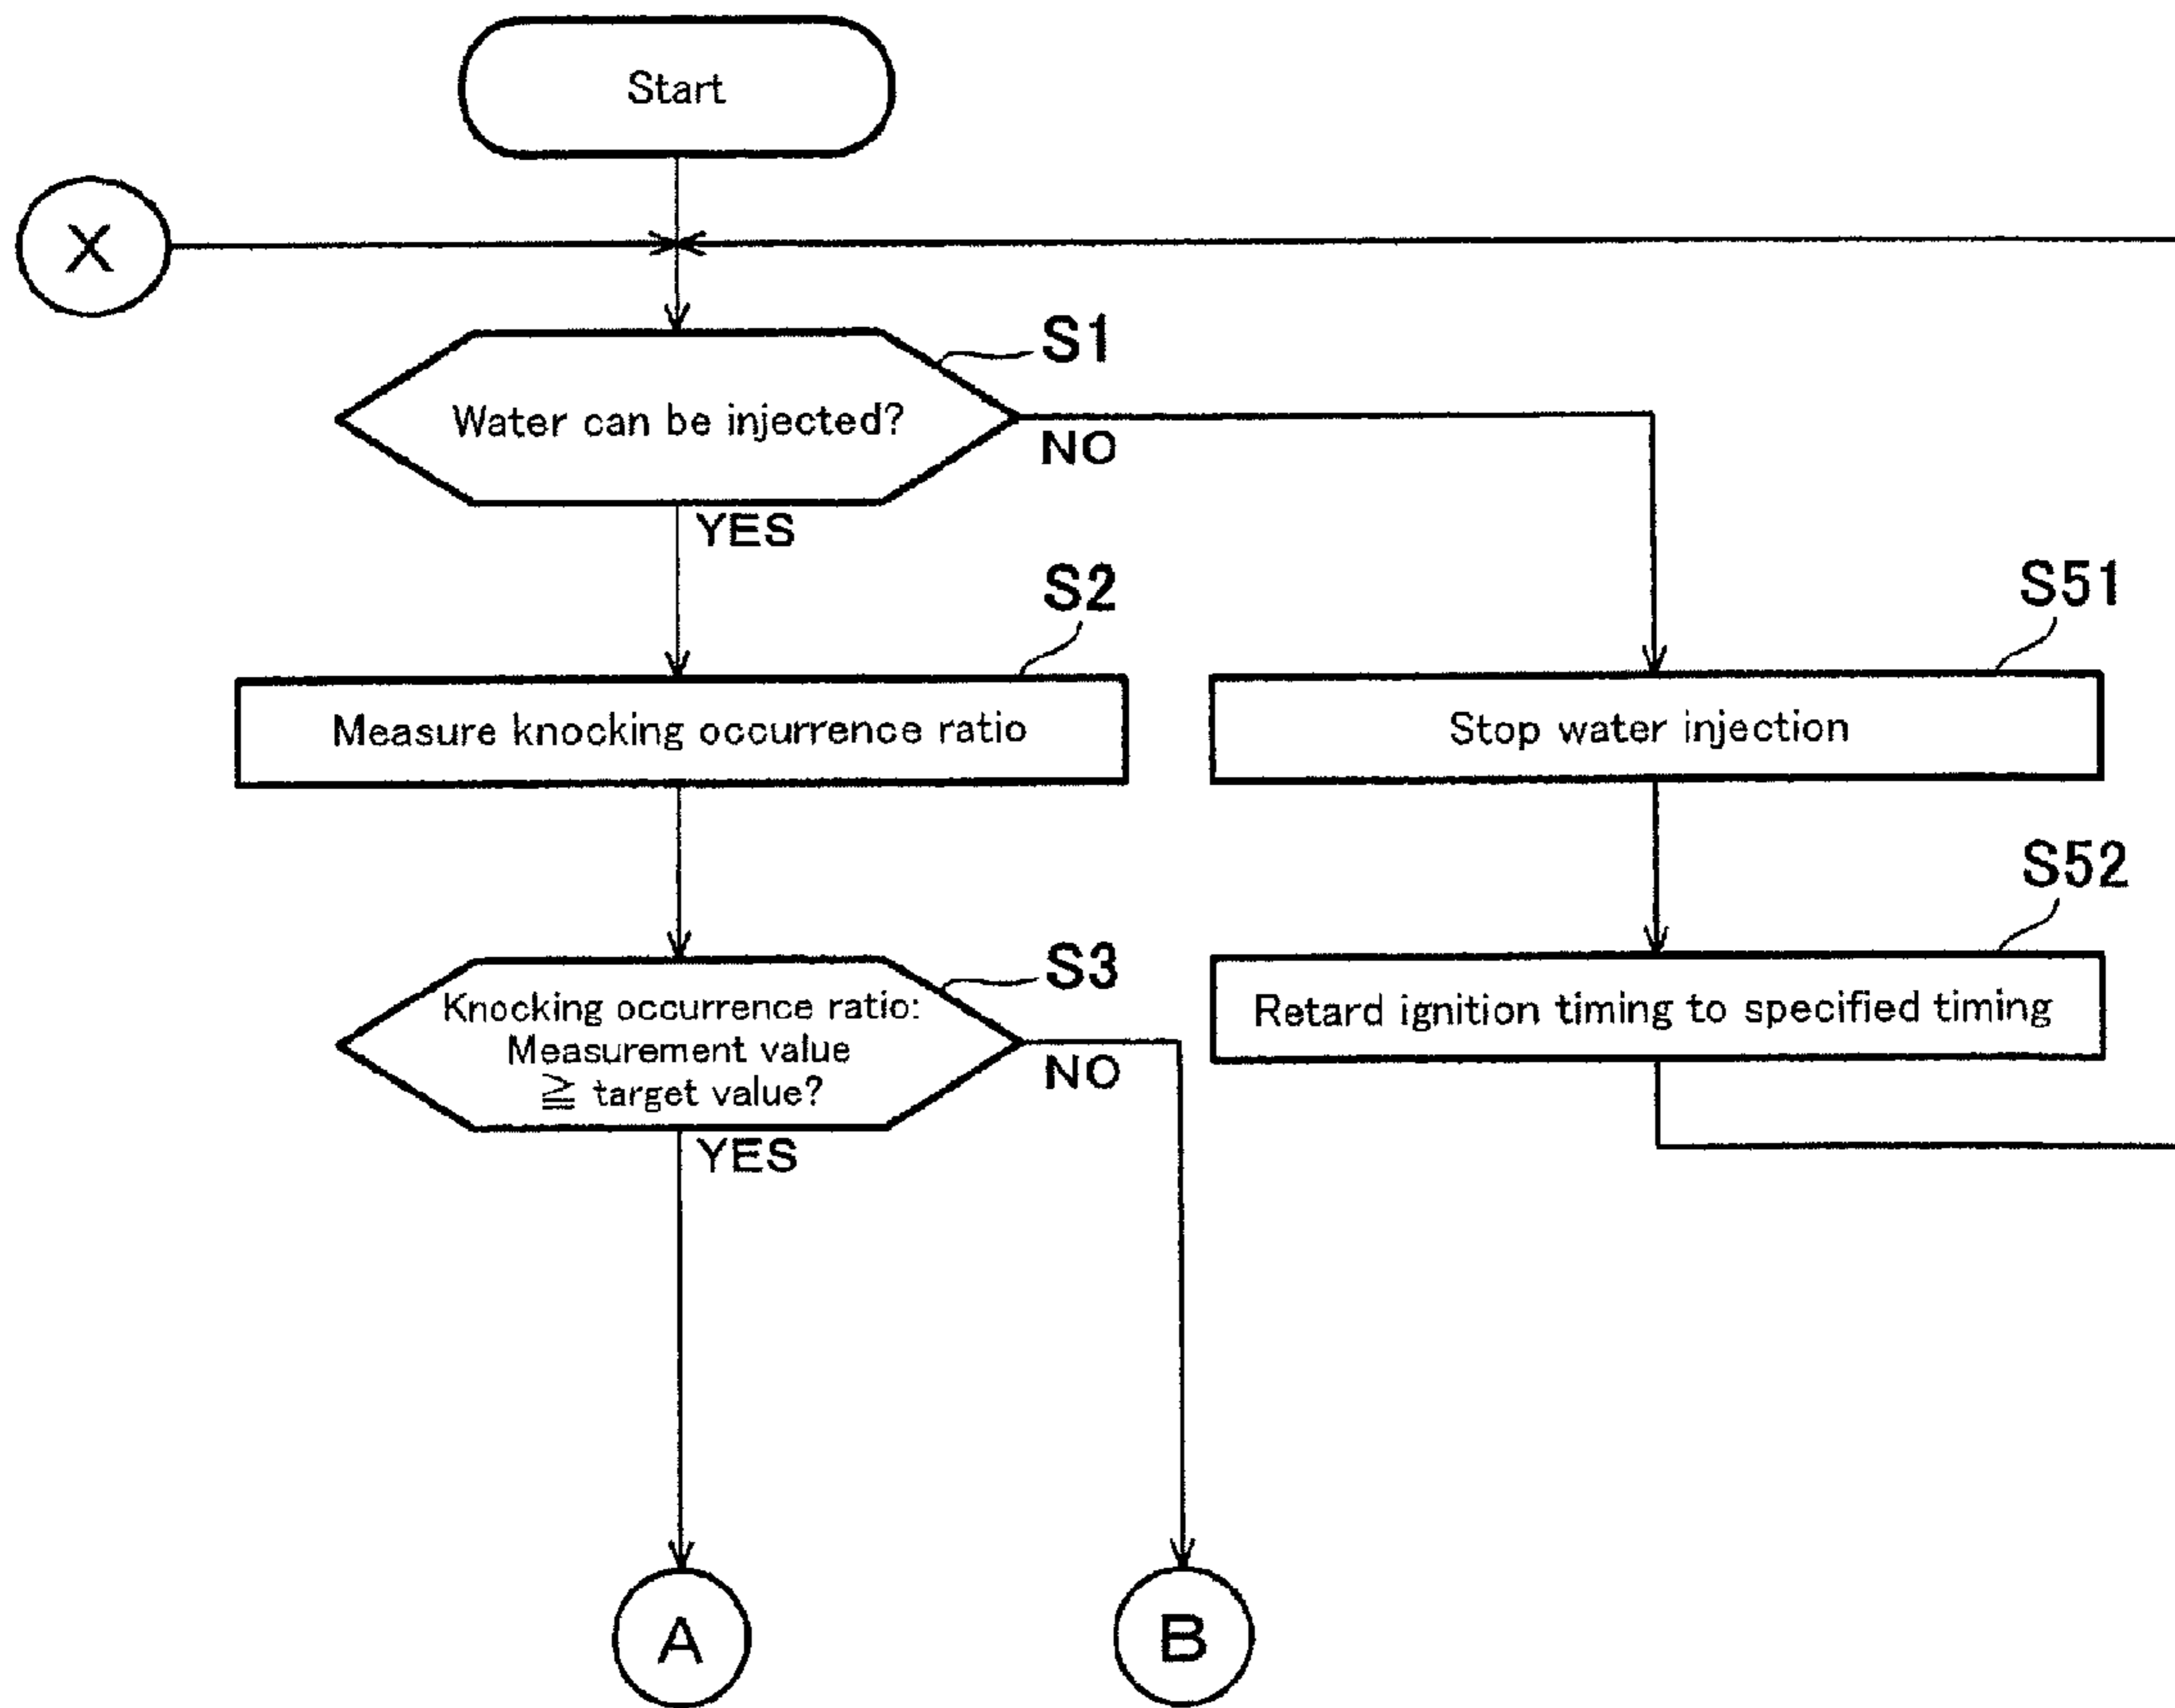 Start
X
S1
Water can be injected?
NO
YES
S2
S51
Measure knocking occurrence ratio
Stop water injection
S52
S3
Knocking occurrence ratio:
Measurement value
≧ target value?
Retard ignition timing to specified timing
NO
YES
A
B